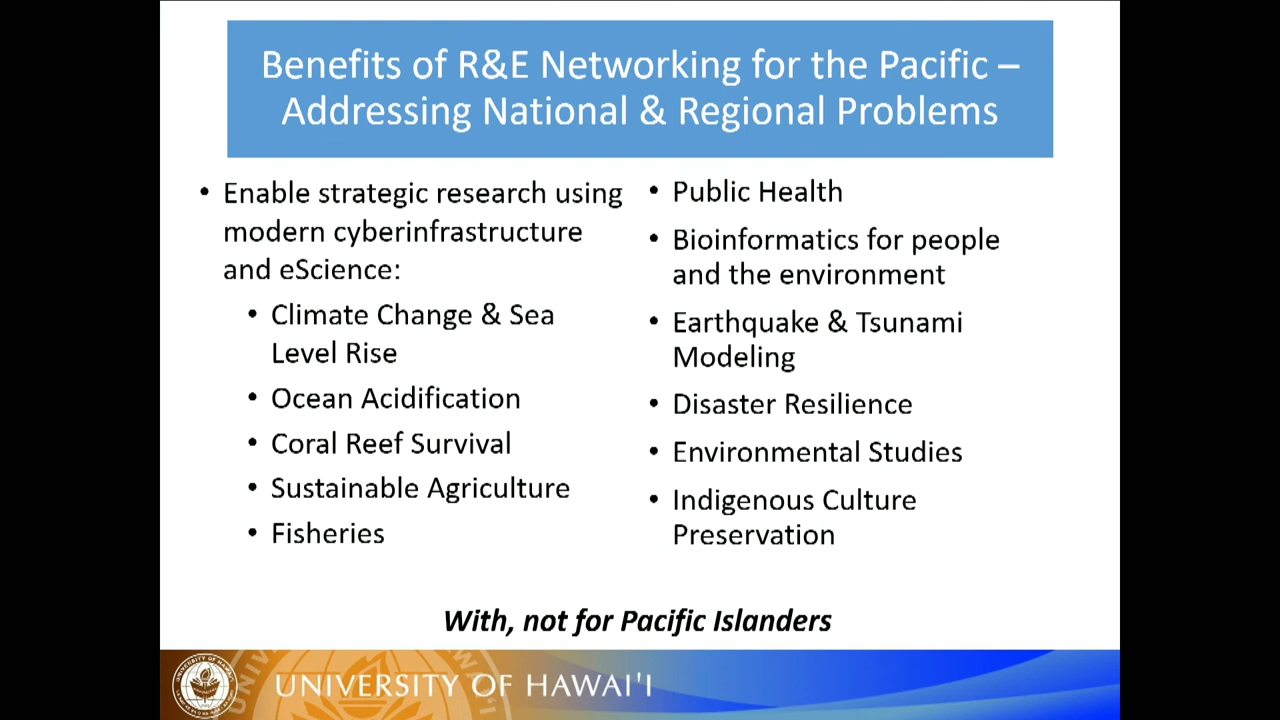 Benefits of R&E Networking for the Pacific –
Addressing National & Regional Problems
• Enable strategic research using
modern cyberinfrastructure
and eScience:
• Climate Change & Sea
Level Rise
• Ocean Acidification
• Coral Reef Survival
• Sustainable Agriculture
• Fisheries
• Public Health
• Bioinformatics for people
and the environment
• Earthquake & Tsunami
Modeling
• Disaster Resilience
• Environmental Studies
• Indigenous Culture
Preservation
With, not for Pacific Islanders
UNIVERSITY OF HAWAI'I